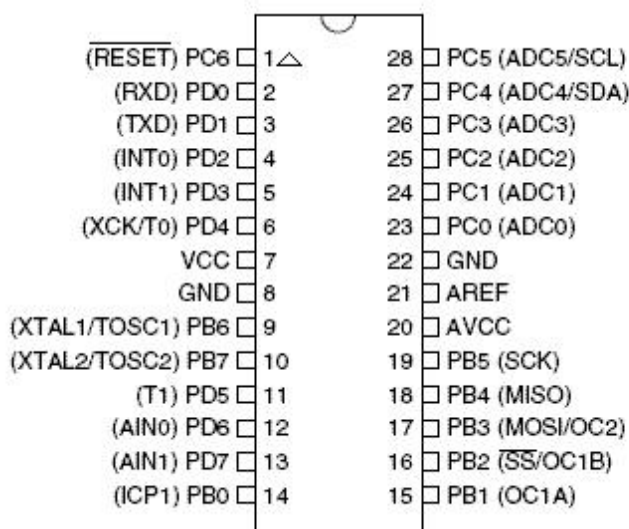 (RESET) PC6 1 28 PC5 (ADC5/SCL)
(RXD) PD0 2 27 PC4 (ADC4/SDA)
(TXD) PD1 3 26 PC3 (ADC3)
(INT0) PD2 4 25 PC2 (ADC2)
(INT1) PD3 5 24 PC1 (ADC1)
(XCK/T0) PD4 6 23 PC0 (ADC0)
VCC 7 22 GND
GND 8 21 AREF
(XTAL1/TOSC1) PB6 9 20 AVCC
(XTAL2/TOSC2) PB7 10 19 PB5 (SCK)
(T1) PD5 11 18 PB4 (MISO)
(AIN0) PD6 12 17 PB3 (MOSI/OC2)
(AIN1) PD7 13 16 PB2 (SS/OC1B)
(ICP1) PB0 14 15 PB1 (OC1A)